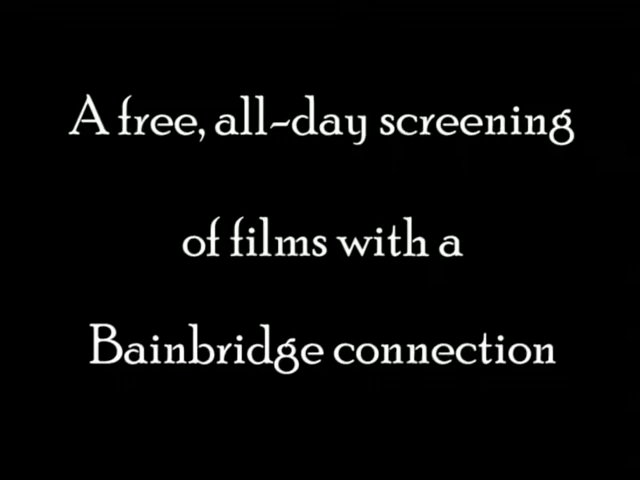 A free, all-day screening
of films with a
Bainbridge connection